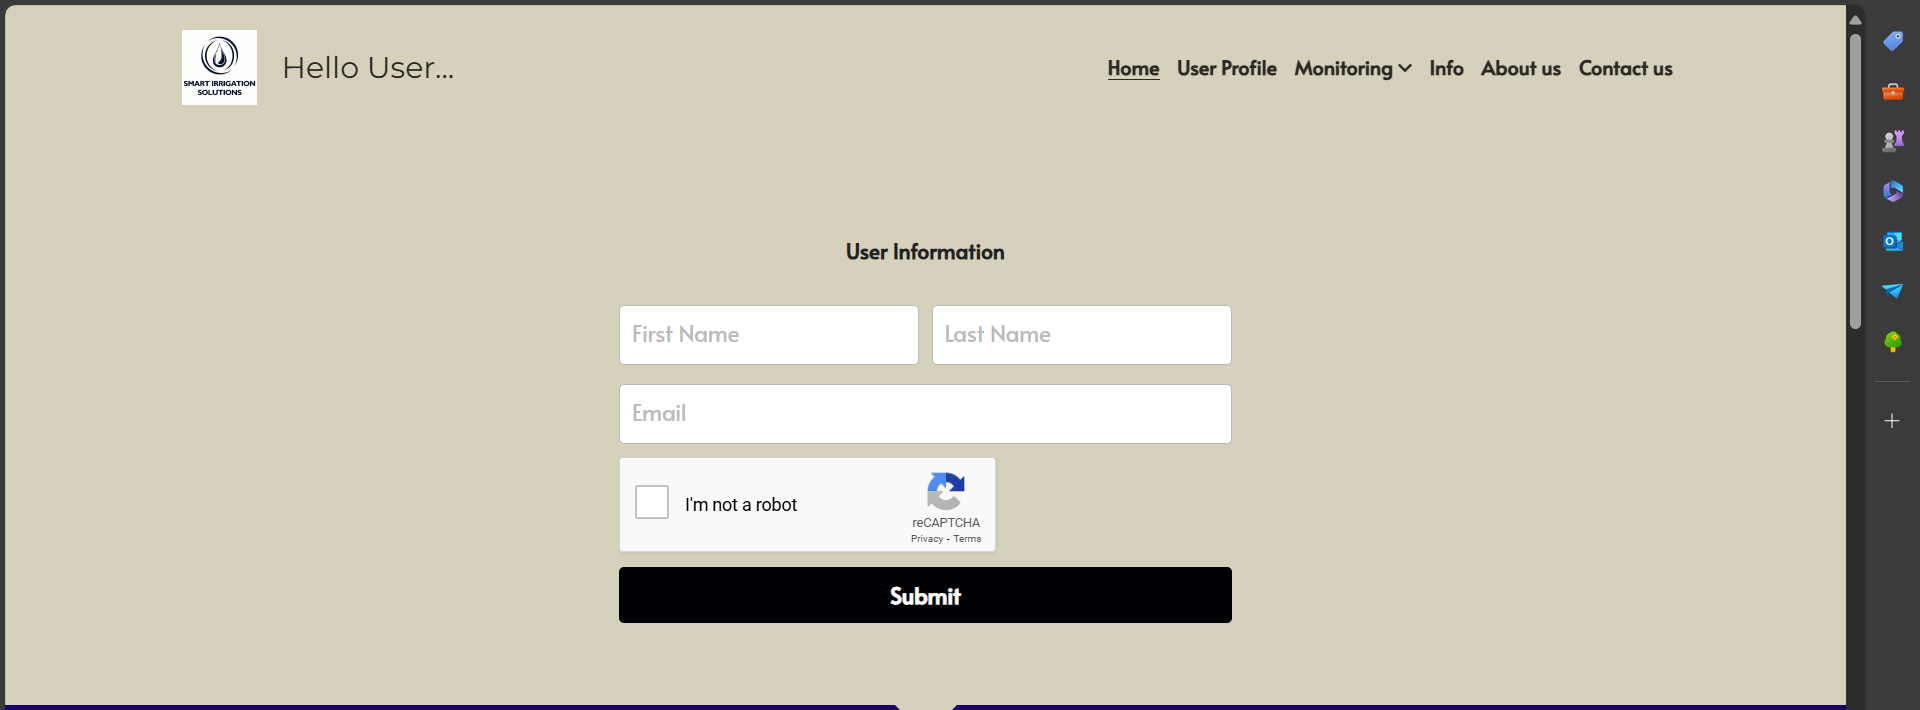 SMART IRRIGATION
SOLUTIONS
Hello User...
Home User Profile Monitoring Info About us Contact us
User Information
First Name Last Name
Email
I'm not a robot
reCAPTCHA
Privacy - Terms
Submit